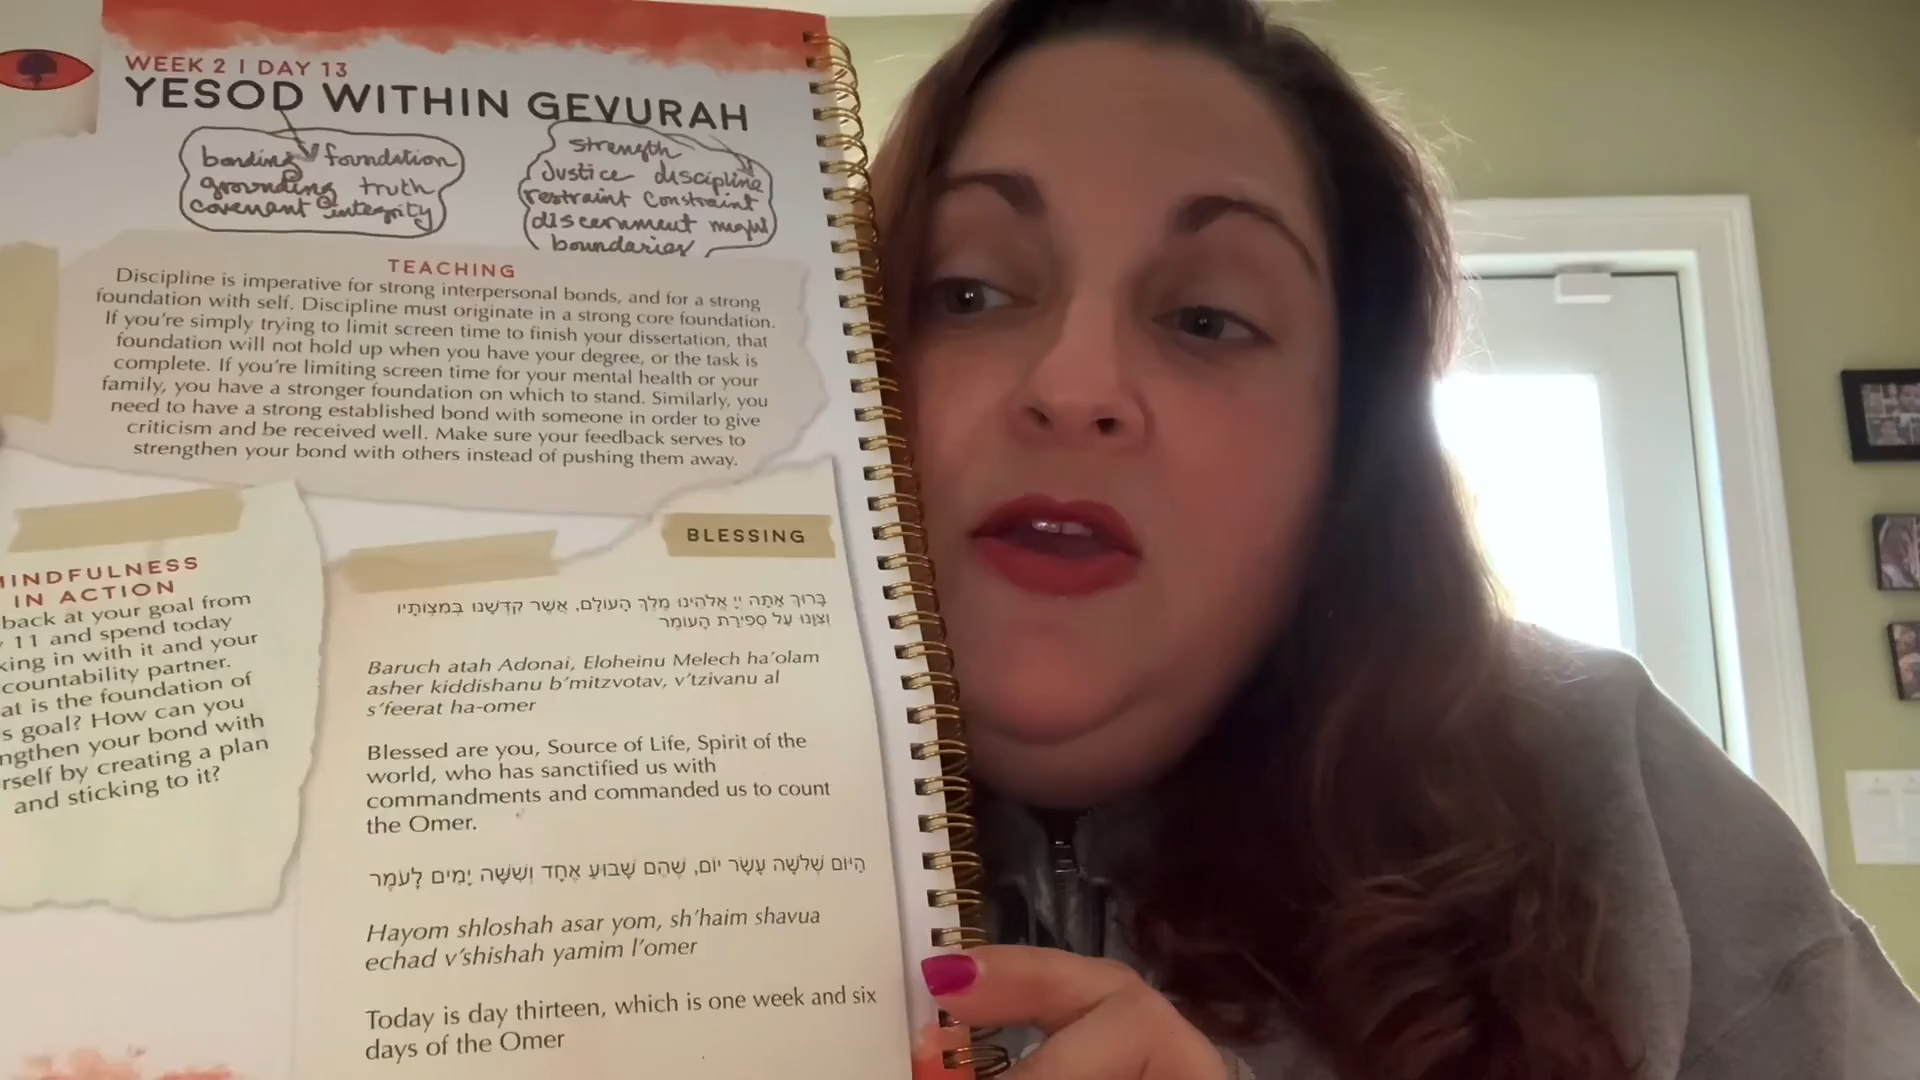 WEEK 2 | DAY 13
YESOD WITHIN GEVURAH
bonding foundation
grounding truth
covenant integrity
strength
Justice discipline
restraint constraint
discernment might
boundaries
TEACHING
Discipline is imperative for strong interpersonal bonds, and for a strong
foundation with self. Discipline must originate in a strong core foundation.
If you're simply trying to limit screen time to finish your dissertation, that
foundation will not hold up when you have your degree, or the task is
complete. If you're limiting screen time for your mental health or your
family, you have a stronger foundation on which to stand. Similarly, you
need to have a strong established bond with someone in order to give
criticism and be received well. Make sure your feedback serves to
strengthen your bond with others instead of pushing them away.
INDFULNESS
IN ACTION
back at your goal from
11 and spend today
king in with it and your
countability partner.
at is the foundation of
s goal? How can you
ngthen your bond with
rself by creating a plan
and sticking to it?
BLESSING
בָּרוּךְ אַתָּה יְיָ אֱלֹהֵינוּ מֶלֶךְ הָעוֹלָם, אֲשֶׁר קִדְּשָׁנוּ בְּמִצְוֹתָיו
וְצִוָּנוּ עַל סְפִירַת הָעוֹמֶר
Baruch atah Adonai, Eloheinu Melech ha'olam
asher kiddishanu b'mitzvotav, v'tzivanu al
s'feerat ha-omer
Blessed are you, Source of Life, Spirit of the
world, who has sanctified us with
commandments and commanded us to count
the Omer.
הַיּוֹם שְׁלֹשָׁה עָשָׂר יוֹם, שֶׁהֵם שָׁבוּעַ אֶחָד וְשִׁשָּׁה יָמִים לָעֹמֶר
Hayom shloshah asar yom, sh'haim shavua
echad v'shishah yamim l'omer
Today is day thirteen, which is one week and six
days of the Omer